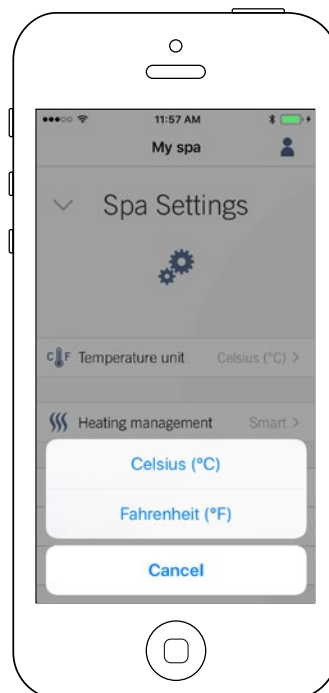 11:57 AM
My spa
Spa Settings
C F Temperature unit Celsius (°C) >
Heating management Smart >
Celsius (°C)
Fahrenheit (°F)
Cancel